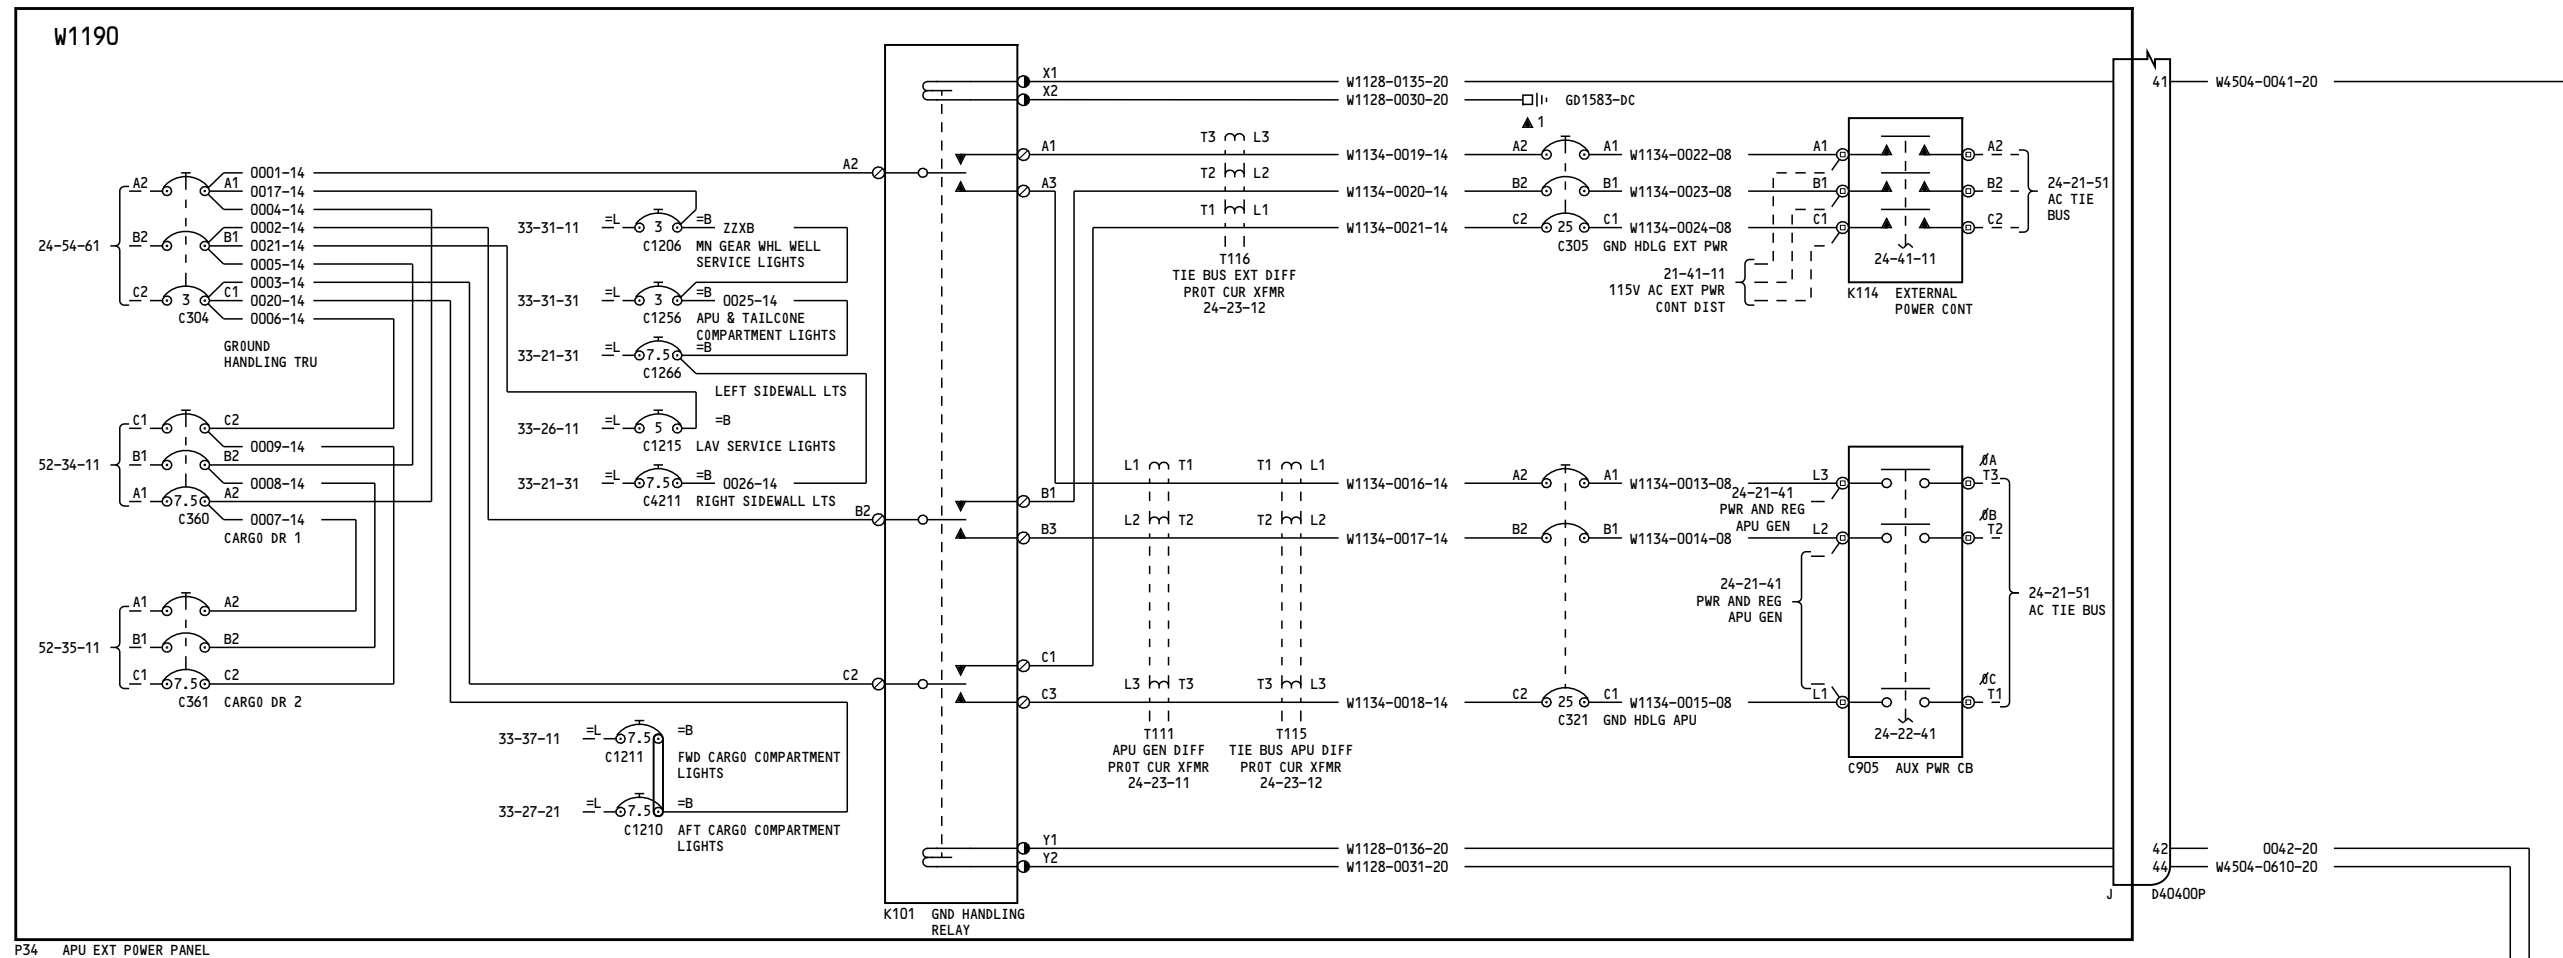 W1190
24-54-61
A2
B2
C2
3
C304
A1
B1
C1
0001-14
0017-14
0004-14
0002-14
0021-14
0005-14
0003-14
0020-14
0006-14
GROUND
HANDLING TRU
52-34-11
C1
B1
A1
7.5
C360
C2
0009-14
B2
0008-14
A2
0007-14
CARGO DR 1
52-35-11
A1
B1
C1
7.5
C361
A2
B2
C2
CARGO DR 2
33-31-11
=L
3
=B
ZZXB
C1206
MN GEAR WHL WELL
SERVICE LIGHTS
33-31-31
=L
3
=B
0025-14
C1256
APU & TAILCONE
COMPARTMENT LIGHTS
33-21-31
=L
7.5
=B
C1266
LEFT SIDEWALL LTS
33-26-11
=L
5
=B
C1215
LAV SERVICE LIGHTS
33-21-31
=L
7.5
=B
0026-14
C4211
RIGHT SIDEWALL LTS
33-37-11
=L
7.5
=B
C1211
FWD CARGO COMPARTMENT
LIGHTS
33-27-21
=L
7.5
=B
C1210
AFT CARGO COMPARTMENT
LIGHTS
A2
B2
C2
K101
GND HANDLING
RELAY
X1
W1128-0135-20
X2
W1128-0030-20
GD1583-DC
1
A1
W1134-0019-14
A3
W1134-0020-14
W1134-0021-14
T3
L3
T2
L2
T1
L1
T116
TIE BUS EXT DIFF
PROT CUR XFMR
24-23-12
A2
B2
C2
25
C305
A1
B1
C1
GND HDLG EXT PWR
W1134-0022-08
W1134-0023-08
W1134-0024-08
21-41-11
115V AC EXT PWR
CONT DIST
A1
B1
C1
24-41-11
K114
EXTERNAL
POWER CONT
A2
B2
C2
24-21-51
AC TIE
BUS
B1
B3
C1
C3
L1
T1
L2
T2
L3
T3
T111
APU GEN DIFF
PROT CUR XFMR
24-23-11
T1
L1
T2
L2
T3
L3
T115
TIE BUS APU DIFF
PROT CUR XFMR
24-23-12
W1134-0016-14
W1134-0017-14
W1134-0018-14
A2
B2
C2
25
C321
A1
B1
C1
GND HDLG APU
W1134-0013-08
W1134-0014-08
W1134-0015-08
24-21-41
PWR AND REG
APU GEN
24-21-41
PWR AND REG
APU GEN
L3
L2
L1
24-22-41
C905
AUX PWR CB
ØA
T3
ØB
T2
ØC
T1
24-21-51
AC TIE BUS
Y1
W1128-0136-20
Y2
W1128-0031-20
41
W4504-0041-20
42
0042-20
44
W4504-0610-20
J
D40400P
P34
APU EXT POWER PANEL